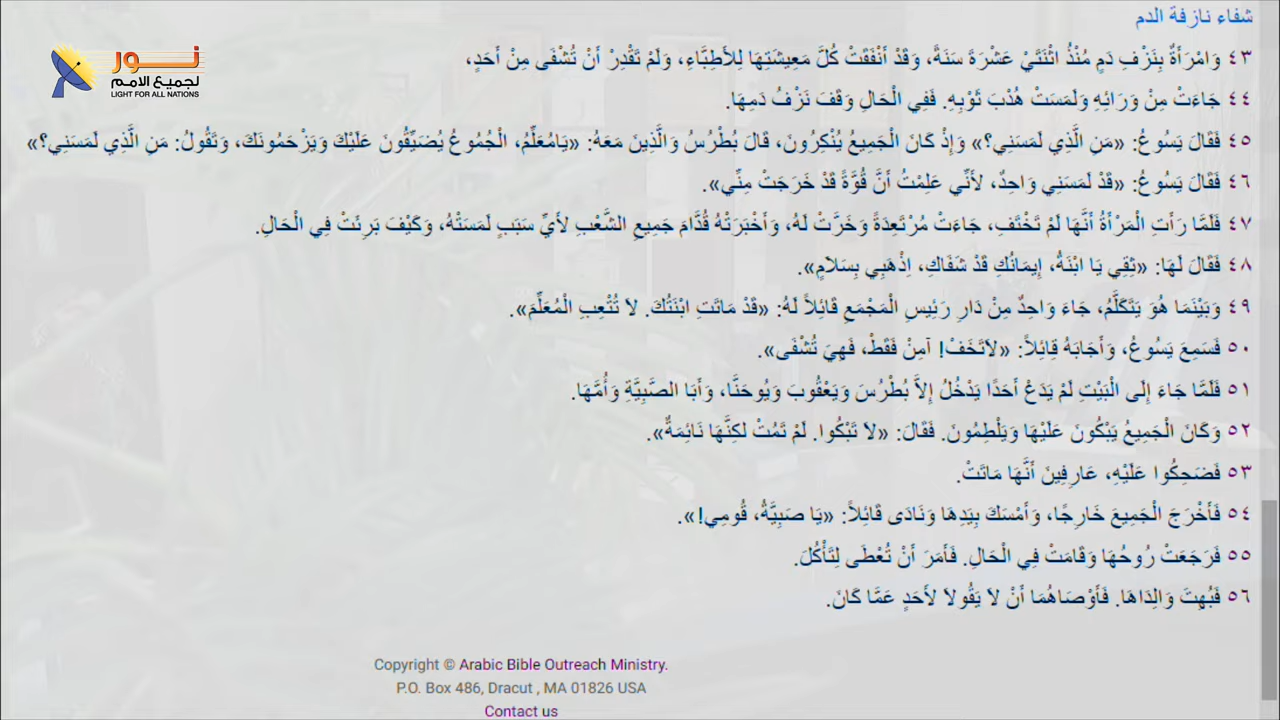 شفاء نازفة الدم
نور
لجميع الامم
LIGHT FOR ALL NATIONS
٤٣ وَامْرَأَةٌ بِنَزْفِ دَمٍ مُنْذُ اثْنَتَيْ عَشْرَةَ سَنَةً، وَقَدْ أَنْفَقَتْ كُلَّ مَعِيشَتِهَا لِلأَطِبَّاءِ، وَلَمْ تَقْدِرْ أَنْ تُشْفَى مِنْ أَحَدٍ،
٤٤ جَاءَتْ مِنْ وَرَائِهِ وَلَمَسَتْ هُدْبَ ثَوْبِهِ. فَفِي الْحَالِ وَقَفَ نَزْفُ دَمِهَا.
٤٥ فَقَالَ يَسُوعُ: «مَنِ الَّذِي لَمَسَنِي؟» وَإِذْ كَانَ الْجَمِيعُ يُنْكِرُونَ، قَالَ بُطْرُسُ وَالَّذِينَ مَعَهُ: «يَامُعَلِّمُ، الْجُمُوعُ يُضَيِّقُونَ عَلَيْكَ وَيَزْحَمُونَكَ، وَتَقُولُ: مَنِ الَّذِي لَمَسَنِي؟»
٤٦ فَقَالَ يَسُوعُ: «قَدْ لَمَسَنِي وَاحِدٌ، لأَنِّي عَلِمْتُ أَنَّ قُوَّةً قَدْ خَرَجَتْ مِنِّي».
٤٧ فَلَمَّا رَأَتِ الْمَرْأَةُ أَنَّهَا لَمْ تَخْتَفِ، جَاءَتْ مُرْتَعِدَةً وَخَرَّتْ لَهُ، وَأَخْبَرَتْهُ قُدَّامَ جَمِيعِ الشَّعْبِ لأَيِّ سَبَبٍ لَمَسَتْهُ، وَكَيْفَ بَرِئَتْ فِي الْحَالِ.
٤٨ فَقَالَ لَهَا: «ثِقِي يَا ابْنَةُ، إِيمَانُكِ قَدْ شَفَاكِ، اِذْهَبِي بِسَلاَمٍ».
٤٩ وَبَيْنَمَا هُوَ يَتَكَلَّمُ، جَاءَ وَاحِدٌ مِنْ دَارِ رَئِيسِ الْمَجْمَعِ قَائِلاً لَهُ: «قَدْ مَاتَتِ ابْنَتُكَ. لاَ تُتْعِبِ الْمُعَلِّمَ».
٥٠ فَسَمِعَ يَسُوعُ، وَأَجَابَهُ قِائِلاً: «لاَتَخَفْ! آمِنْ فَقَطْ، فَهِيَ تُشْفَى».
٥١ فَلَمَّا جَاءَ إِلَى الْبَيْتِ لَمْ يَدَعْ أَحَدًا يَدْخُلُ إِلاَّ بُطْرُسَ وَيَعْقُوبَ وَيُوحَنَّا، وَأَبَا الصَّبِيَّةِ وَأُمَّهَا.
٥٢ وَكَانَ الْجَمِيعُ يَبْكُونَ عَلَيْهَا وَيَلْطِمُونَ. فَقَالَ: «لاَ تَبْكُوا. لَمْ تَمُتْ لكِنَّهَا نَائِمَةٌ».
٥٣ فَضَحِكُوا عَلَيْهِ، عَارِفِينَ أَنَّهَا مَاتَتْ.
٥٤ فَأَخْرَجَ الْجَمِيعَ خَارِجًا، وَأَمْسَكَ بِيَدِهَا وَنَادَى قَائِلاً: «يَا صَبِيَّةُ، قُومِي!».
٥٥ فَرَجَعَتْ رُوحُهَا وَقَامَتْ فِي الْحَالِ. فَأَمَرَ أَنْ تُعْطَى لِتَأْكُلَ.
٥٦ فَبُهِتَ وَالِدَاهَا. فَأَوْصَاهُمَا أَنْ لاَ يَقُولاَ لأَحَدٍ عَمَّا كَانَ.
Copyright © Arabic Bible Outreach Ministry.
P.O. Box 486, Dracut , MA 01826 USA
Contact us